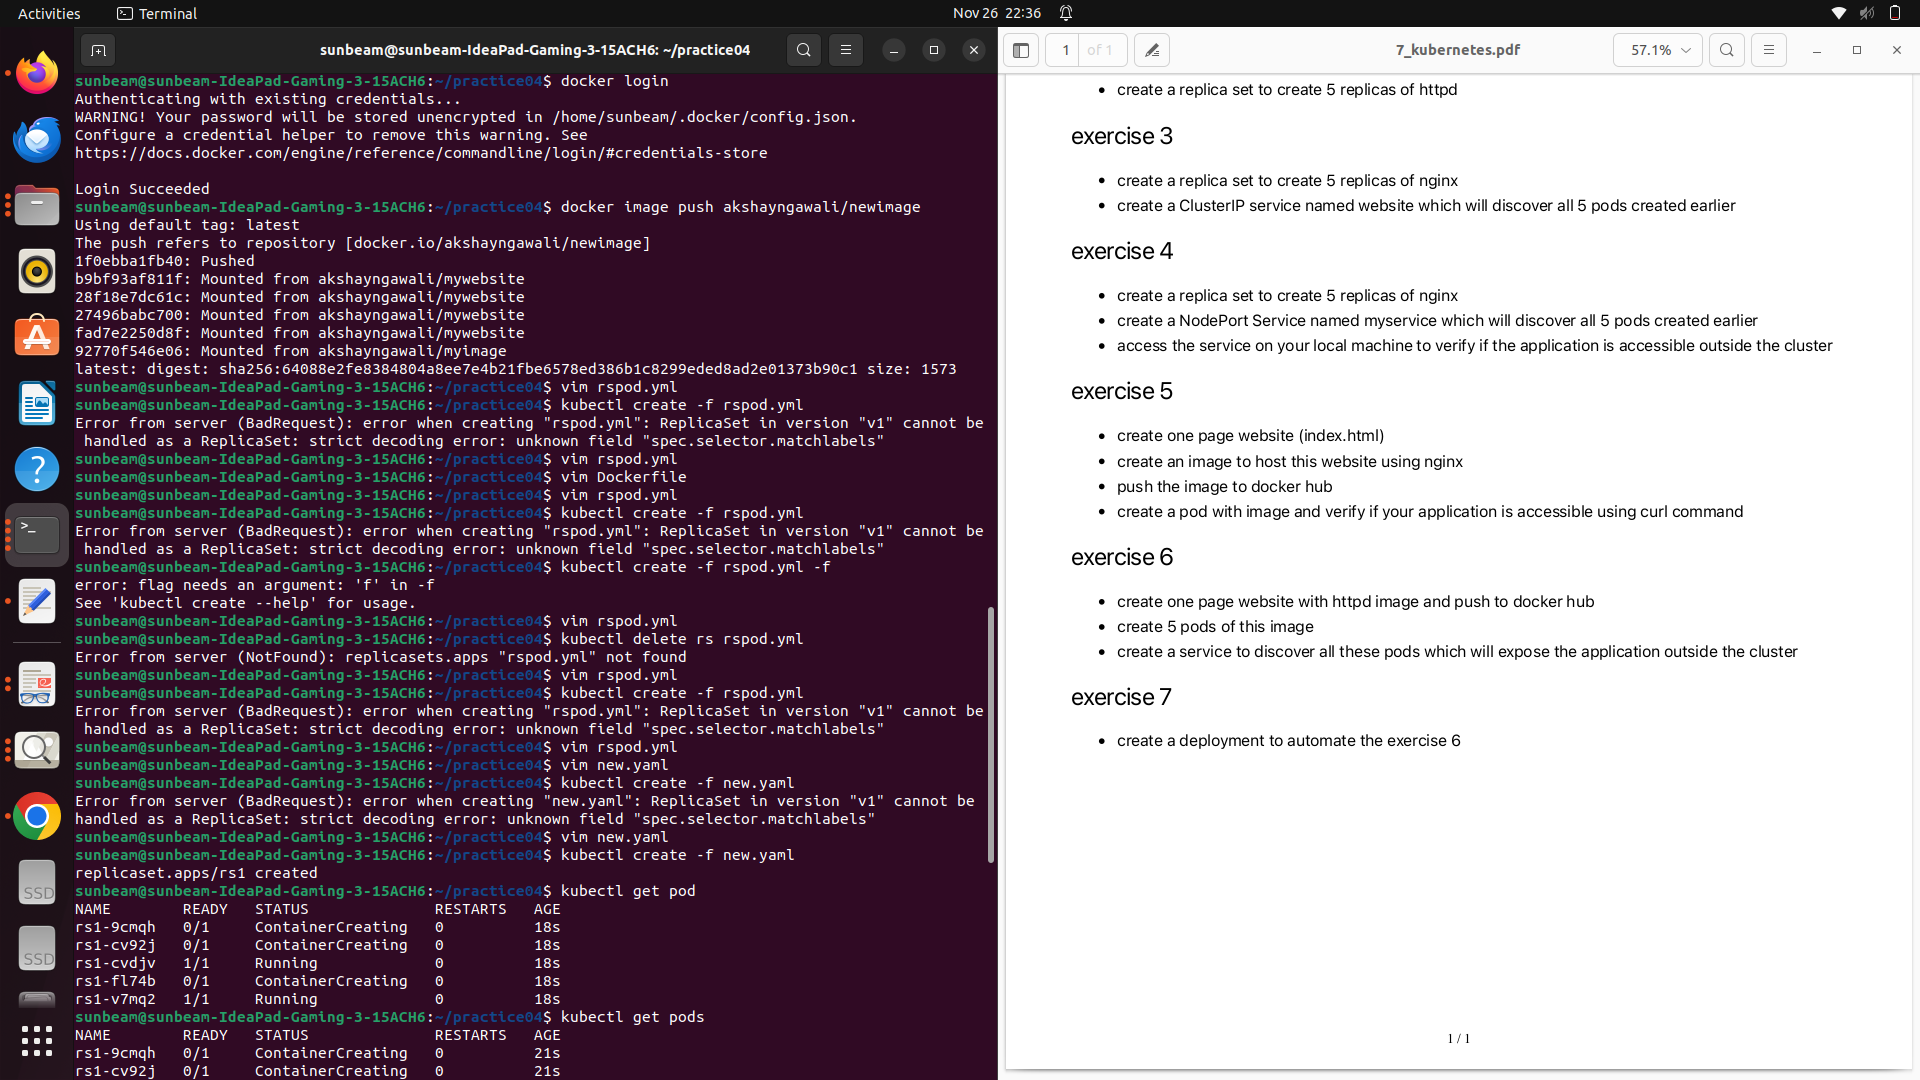 Activities
Terminal
Nov 26 22:36
sunbeam@sunbeam-IdeaPad-Gaming-3-15ACH6: ~/practice04
sunbeam@sunbeam-IdeaPad-Gaming-3-15ACH6:~/practice04$ docker login
Authenticating with existing credentials...
WARNING! Your password will be stored unencrypted in /home/sunbeam/.docker/config.json.
Configure a credential helper to remove this warning. See
https://docs.docker.com/engine/reference/commandline/login/#credentials-store
Login Succeeded
sunbeam@sunbeam-IdeaPad-Gaming-3-15ACH6:~/practice04$ docker image push akshayngawali/newimage
Using default tag: latest
The push refers to repository [docker.io/akshayngawali/newimage]
1f0ebba1fb40: Pushed
b9bf93af811f: Mounted from akshayngawali/mywebsite
28f18e7dc61c: Mounted from akshayngawali/mywebsite
27496babc700: Mounted from akshayngawali/mywebsite
fad7e2250d8f: Mounted from akshayngawali/mywebsite
92770f546e06: Mounted from akshayngawali/myimage
latest: digest: sha256:64088e2fe8384804a8ee7e4b21fbe6578ed386b1c8299eded8ad2e01373b90c1 size: 1573
sunbeam@sunbeam-IdeaPad-Gaming-3-15ACH6:~/practice04$ vim rspod.yml
sunbeam@sunbeam-IdeaPad-Gaming-3-15ACH6:~/practice04$ kubectl create -f rspod.yml
Error from server (BadRequest): error when creating "rspod.yml": ReplicaSet in version "v1" cannot be
handled as a ReplicaSet: strict decoding error: unknown field "spec.selector.matchlabels"
sunbeam@sunbeam-IdeaPad-Gaming-3-15ACH6:~/practice04$ vim rspod.yml
sunbeam@sunbeam-IdeaPad-Gaming-3-15ACH6:~/practice04$ vim Dockerfile
sunbeam@sunbeam-IdeaPad-Gaming-3-15ACH6:~/practice04$ vim rspod.yml
sunbeam@sunbeam-IdeaPad-Gaming-3-15ACH6:~/practice04$ kubectl create -f rspod.yml
Error from server (BadRequest): error when creating "rspod.yml": ReplicaSet in version "v1" cannot be
handled as a ReplicaSet: strict decoding error: unknown field "spec.selector.matchlabels"
sunbeam@sunbeam-IdeaPad-Gaming-3-15ACH6:~/practice04$ kubectl create -f rspod.yml -f
error: flag needs an argument: 'f' in -f
See 'kubectl create --help' for usage.
sunbeam@sunbeam-IdeaPad-Gaming-3-15ACH6:~/practice04$ vim rspod.yml
sunbeam@sunbeam-IdeaPad-Gaming-3-15ACH6:~/practice04$ kubectl delete rs rspod.yml
Error from server (NotFound): replicasets.apps "rspod.yml" not found
sunbeam@sunbeam-IdeaPad-Gaming-3-15ACH6:~/practice04$ vim rspod.yml
sunbeam@sunbeam-IdeaPad-Gaming-3-15ACH6:~/practice04$ kubectl create -f rspod.yml
Error from server (BadRequest): error when creating "rspod.yml": ReplicaSet in version "v1" cannot be
handled as a ReplicaSet: strict decoding error: unknown field "spec.selector.matchlabels"
sunbeam@sunbeam-IdeaPad-Gaming-3-15ACH6:~/practice04$ vim rspod.yml
sunbeam@sunbeam-IdeaPad-Gaming-3-15ACH6:~/practice04$ vim new.yaml
sunbeam@sunbeam-IdeaPad-Gaming-3-15ACH6:~/practice04$ kubectl create -f new.yaml
Error from server (BadRequest): error when creating "new.yaml": ReplicaSet in version "v1" cannot be
handled as a ReplicaSet: strict decoding error: unknown field "spec.selector.matchlabels"
sunbeam@sunbeam-IdeaPad-Gaming-3-15ACH6:~/practice04$ vim new.yaml
sunbeam@sunbeam-IdeaPad-Gaming-3-15ACH6:~/practice04$ kubectl create -f new.yaml
replicaset.apps/rs1 created
sunbeam@sunbeam-IdeaPad-Gaming-3-15ACH6:~/practice04$ kubectl get pod
NAME READY STATUS RESTARTS AGE
rs1-9cmqh 0/1 ContainerCreating 0 18s
rs1-cv92j 0/1 ContainerCreating 0 18s
rs1-cvdjv 1/1 Running 0 18s
rs1-fl74b 0/1 ContainerCreating 0 18s
rs1-v7mq2 1/1 Running 0 18s
sunbeam@sunbeam-IdeaPad-Gaming-3-15ACH6:~/practice04$ kubectl get pods
NAME READY STATUS RESTARTS AGE
rs1-9cmqh 0/1 ContainerCreating 0 21s
rs1-cv92j 0/1 ContainerCreating 0 21s
SSD
SSD
1 of 1
7_kubernetes.pdf
57.1%
• create a replica set to create 5 replicas of httpd
exercise 3
• create a replica set to create 5 replicas of nginx
• create a ClusterIP service named website which will discover all 5 pods created earlier
exercise 4
• create a replica set to create 5 replicas of nginx
• create a NodePort Service named myservice which will discover all 5 pods created earlier
• access the service on your local machine to verify if the application is accessible outside the cluster
exercise 5
• create one page website (index.html)
• create an image to host this website using nginx
• push the image to docker hub
• create a pod with image and verify if your application is accessible using curl command
exercise 6
• create one page website with httpd image and push to docker hub
• create 5 pods of this image
• create a service to discover all these pods which will expose the application outside the cluster
exercise 7
• create a deployment to automate the exercise 6
1 / 1